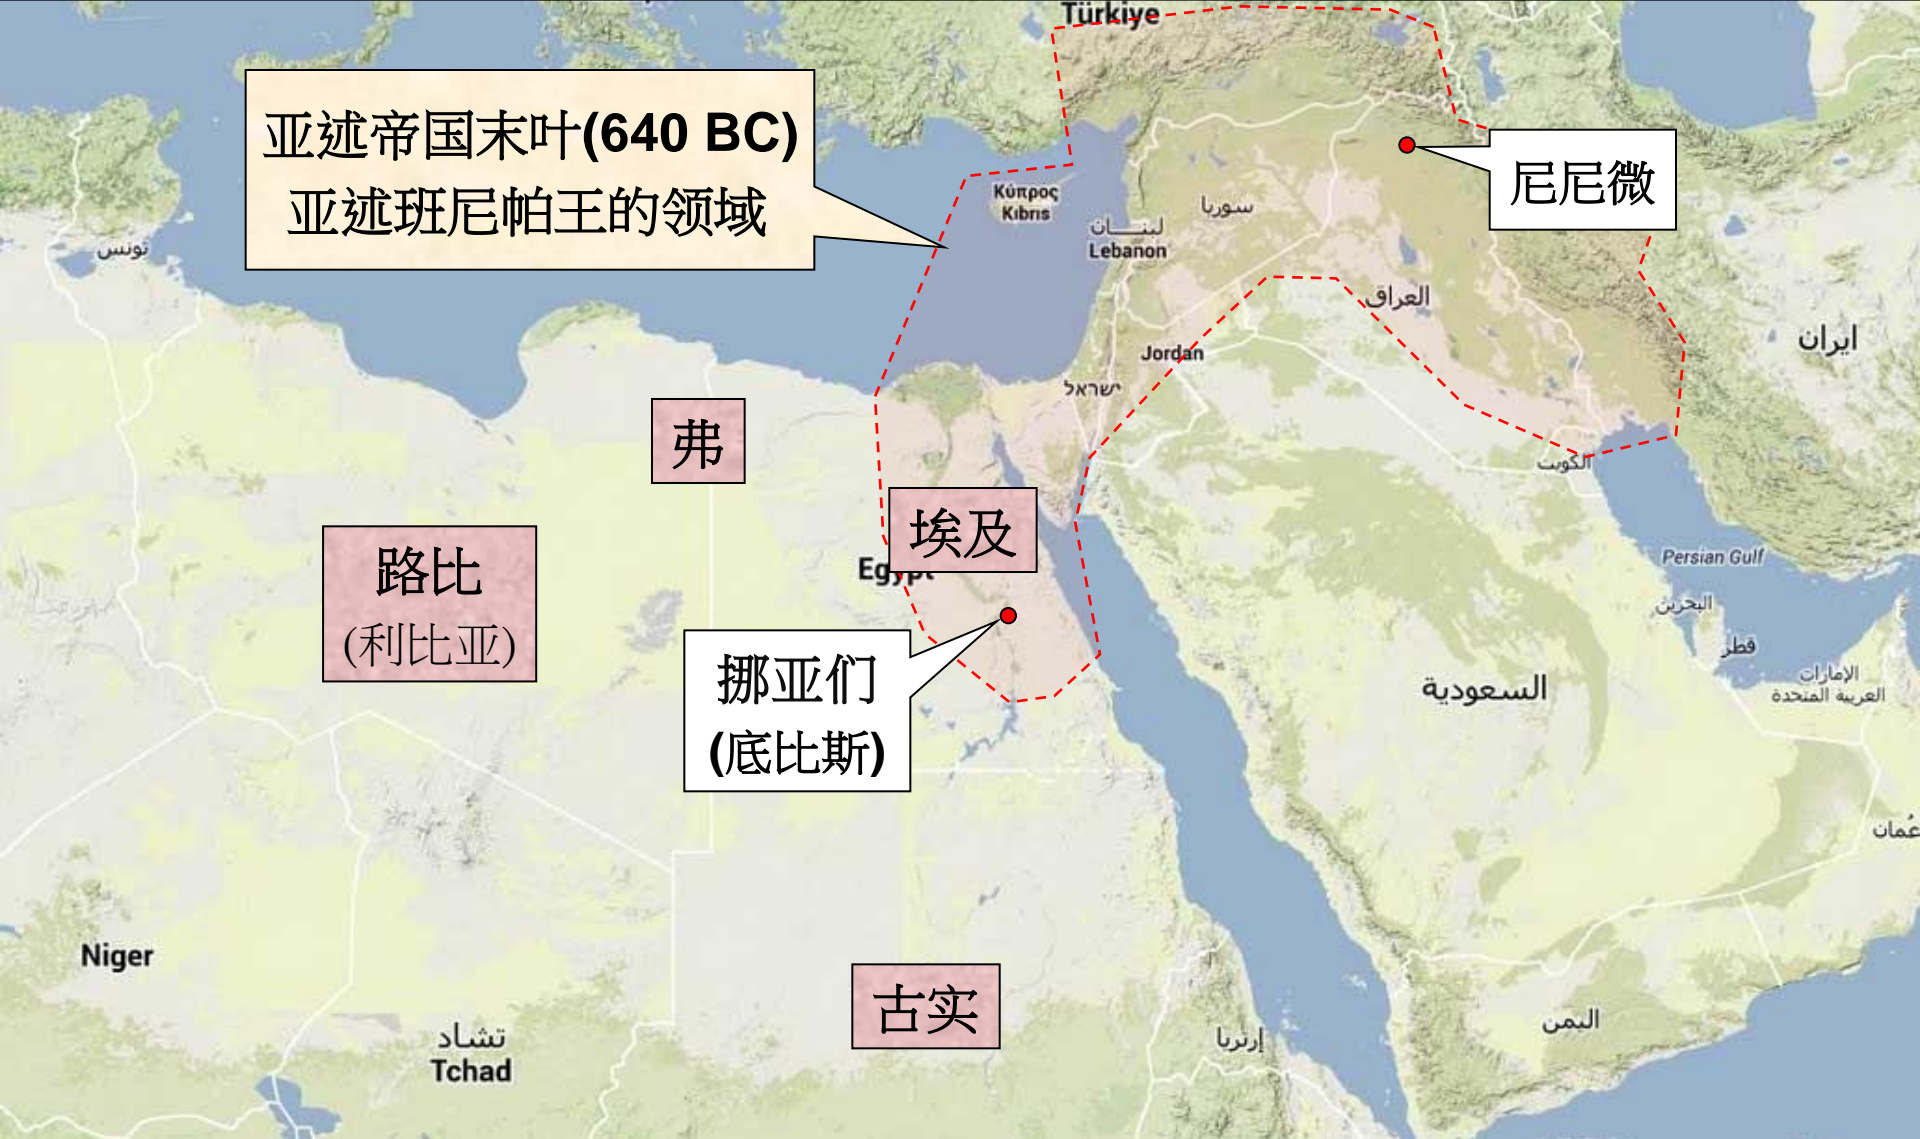 Türkiye
亚述帝国末叶(640 BC)
亚述班尼帕王的领域
尼尼微
Κύπρος
Kıbrıs
سوريا
لبنــــان
Lebanon
تونس
العراق
ايران
Jordan
ישראל
弗
الكويت
埃及
Egypt
Persian Gulf
路比
(利比亚)
البحرين
قطر
挪亚们
(底比斯)
السعودية
الإمارات
العربية المتحدة
عُمان
Niger
古实
اليمن
إرتريا
تشاد
Tchad